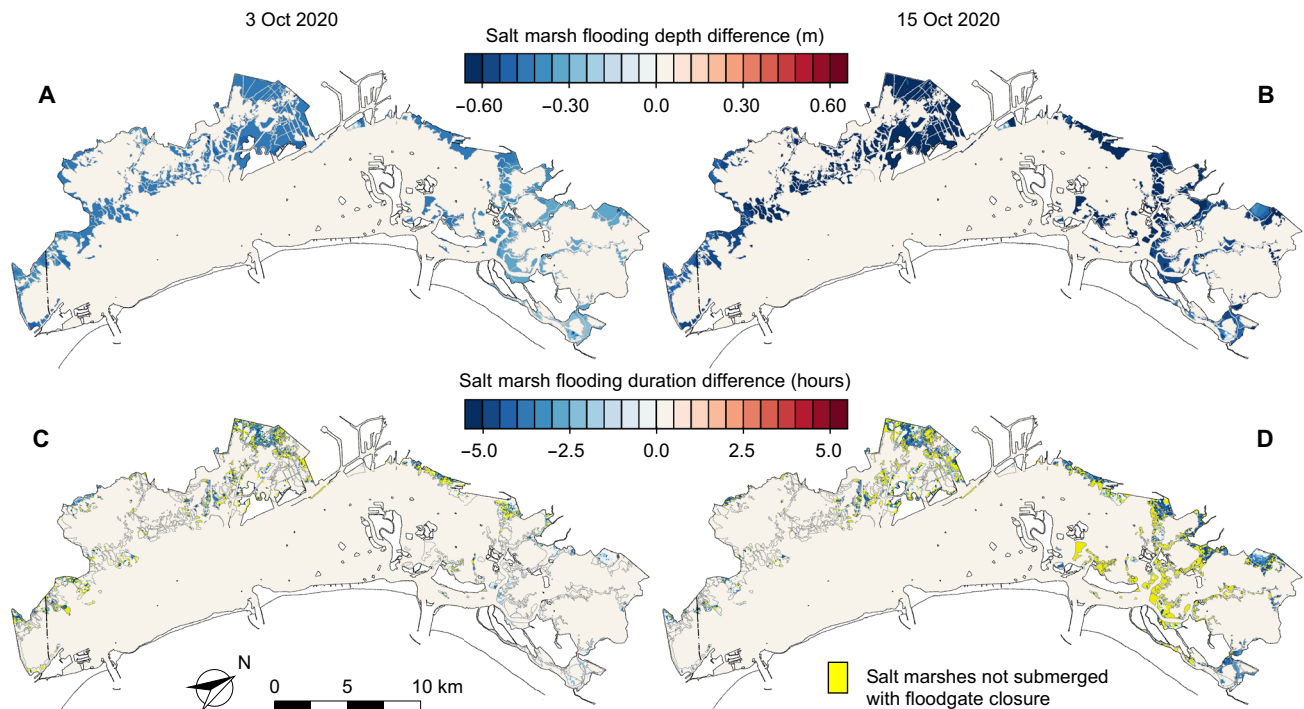 3 Oct 2020
15 Oct 2020
Salt marsh flooding depth difference (m)
−0.60 −0.30 0.0 0.30 0.60
A
B
Salt marsh flooding duration difference (hours)
−5.0 −2.5 0.0 2.5 5.0
C
D
N
0 5 10 km
Salt marshes not submerged
with floodgate closure